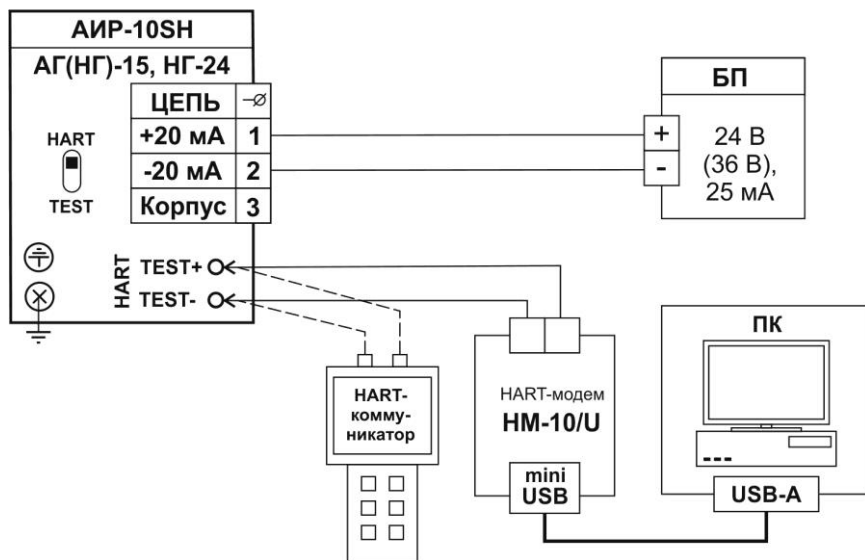 АИР-10SH
АГ(НГ)-15, НГ-24
ЦЕПЬ
+20 мА 1
-20 мА 2
Корпус 3
HART
TEST
HART
TEST+
TEST-
БП
+
-
24 В
(36 В),
25 мА
HART-
комму-
никатор
HART-модем
HM-10/U
mini
USB
ПК
USB-A